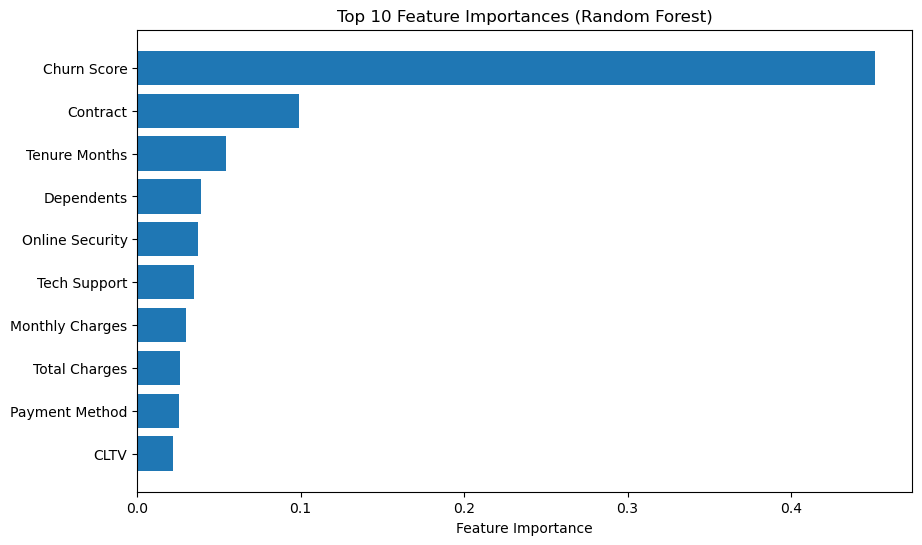 Top 10 Feature Importances (Random Forest)
Churn Score
Contract
Tenure Months
Dependents
Online Security
Tech Support
Monthly Charges
Total Charges
Payment Method
CLTV
0.0 0.1 0.2 0.3 0.4
Feature Importance